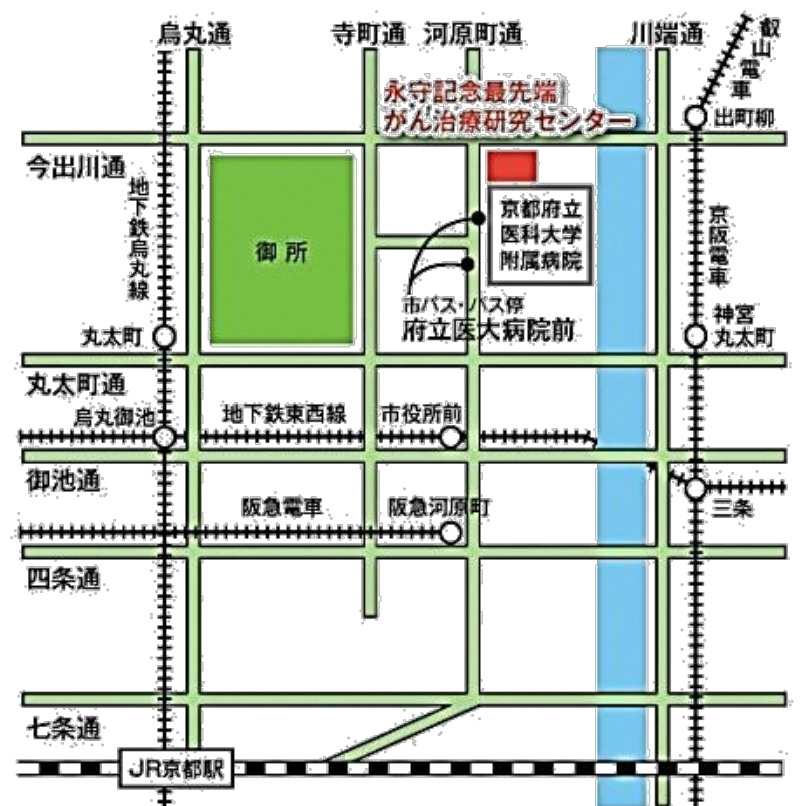 烏丸通
寺町通
河原町通
川端通
叡山電車
永守記念最先端
がん治療研究センター
出町柳
今出川通
地下鉄烏丸線
御所
京都府立
医科大学
附属病院
京阪電車
市バス・バス停
府立医大病院前
神宮
丸太町
丸太町
丸太町通
烏丸御池
地下鉄東西線
市役所前
御池通
阪急電車
阪急河原町
三条
四条通
七条通
JR京都駅